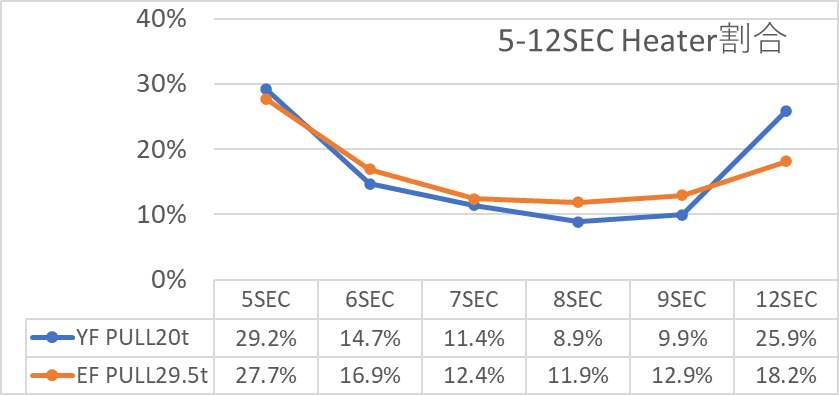 5-12SEC Heater割合
40%
30%
20%
10%
0%
5SEC 6SEC 7SEC 8SEC 9SEC 12SEC
YF PULL20t 29.2% 14.7% 11.4% 8.9% 9.9% 25.9%
EF PULL29.5t 27.7% 16.9% 12.4% 11.9% 12.9% 18.2%